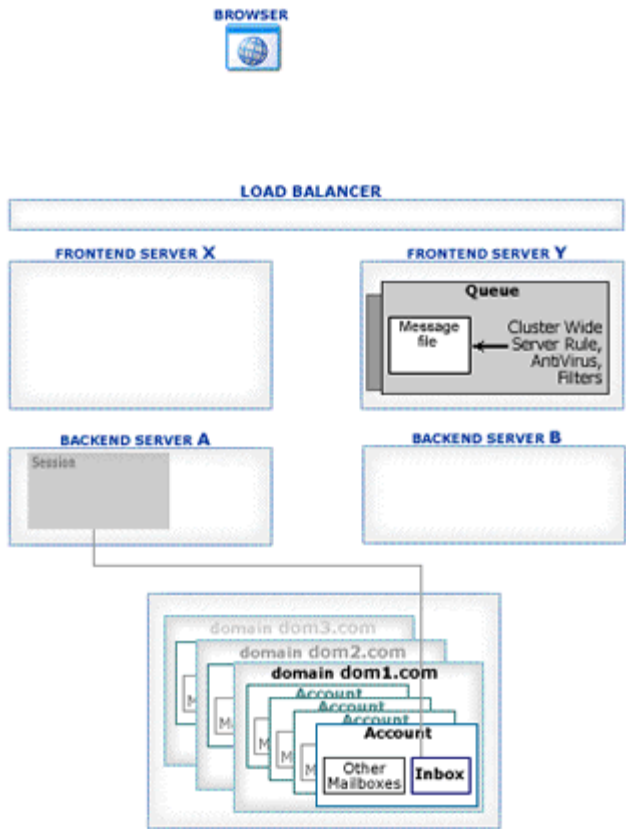 BROWSER
LOAD BALANCER
FRONTEND SERVER X
FRONTEND SERVER Y
Queue
Message
file
Cluster Wide
Server Rule,
AntiVirus,
Filters
BACKEND SERVER A
BACKEND SERVER B
Session
domain dom3.com
domain dom2.com
domain dom1.com
Account
Account
Account
Account
M
M
M
M
M
Other
Mailboxes
Inbox